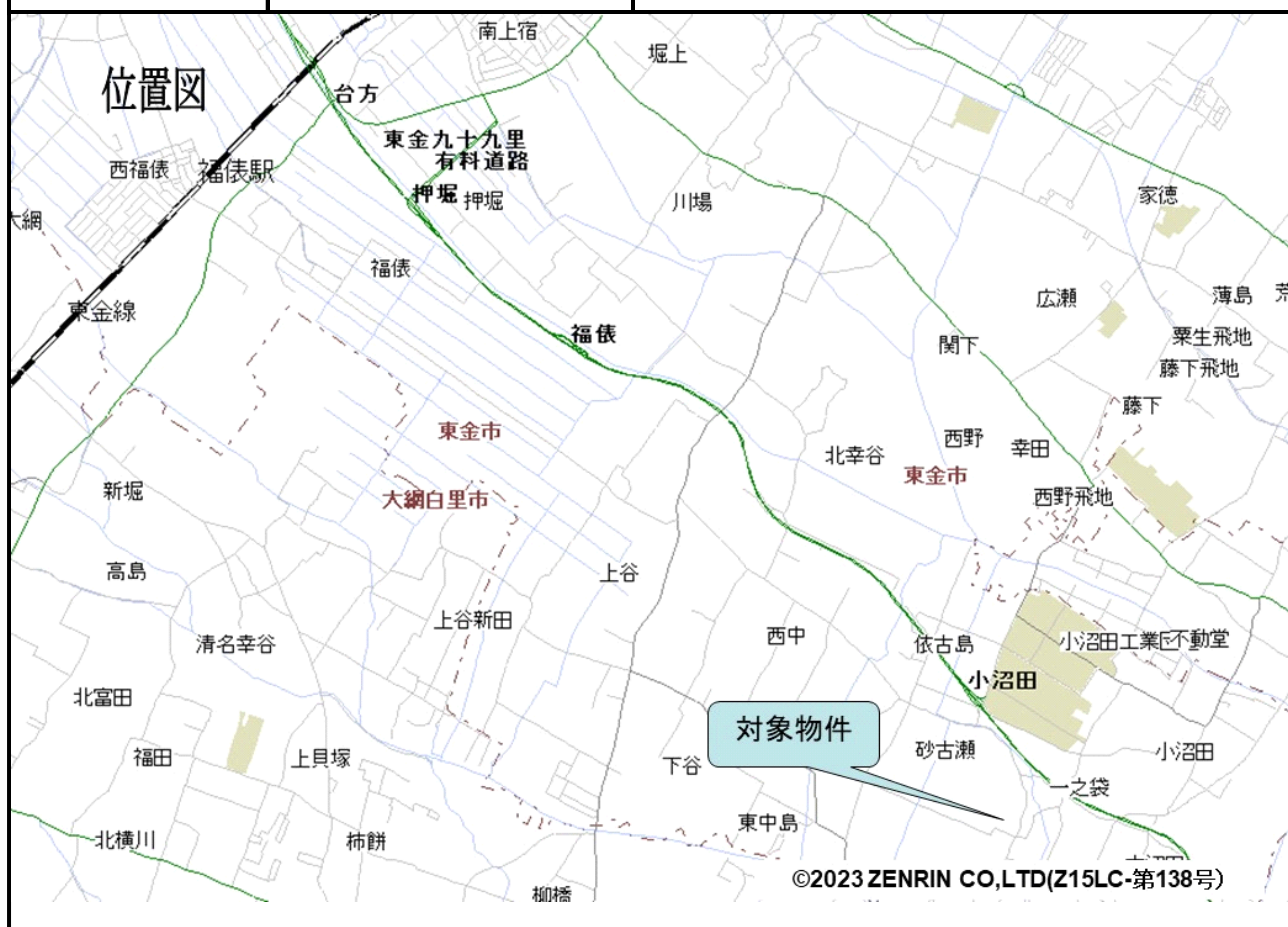 位置図
南上宿
堀上
台方
東金九十九里
有料道路
西福俵
福俵駅
押堀
押堀
川場
家徳
大網
福俵
広瀬
薄島
東金線
福俵
関下
粟生飛地
藤下飛地
藤下
東金市
西野
幸田
北幸谷
東金市
新堀
大網白里市
西野飛地
高島
上谷
上谷新田
西中
清名幸谷
依古島
小沼田工業団
不動堂
小沼田
北富田
対象物件
福田
上貝塚
下谷
砂古瀬
小沼田
一之袋
東中島
北横川
柿餅
©2023 ZENRIN CO,LTD(Z15LC-第138号)
柳橋